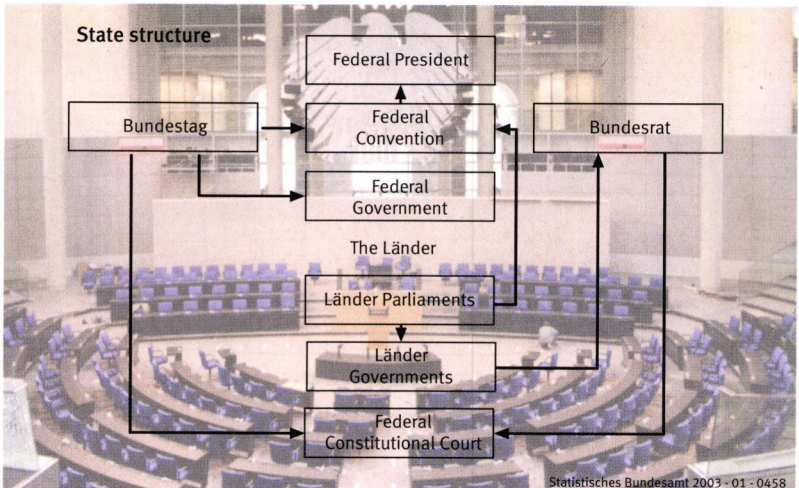 State structure
Federal President
Bundestag
Federal
Convention
Bundesrat
Federal
Government
The Länder
Länder Parliaments
Länder
Governments
Federal
Constitutional Court
Statistisches Bundesamt 2003 - 01 - 0458